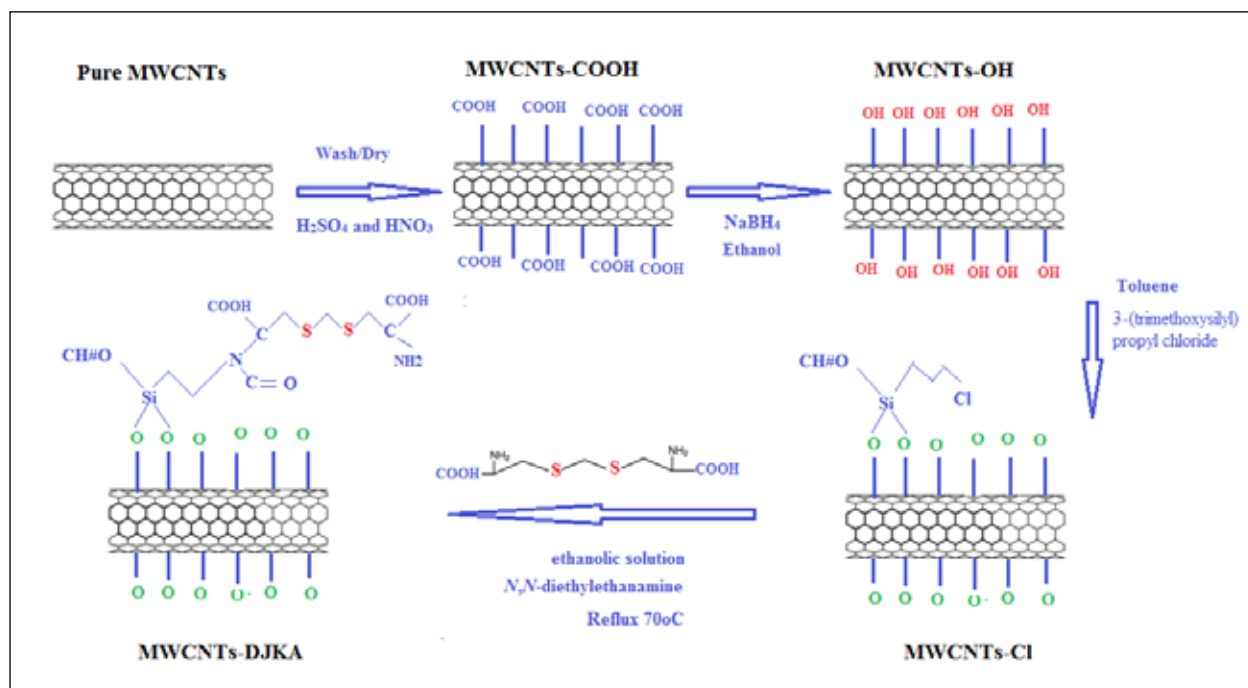 Pure MWCNTs
MWCNTs-COOH
MWCNTs-OH
COOH COOH COOH COOH
OH OH OH OH OH OH
Wash/Dry
H₂SO₄ and HNO₃
NaBH₄
Ethanol
COOH COOH COOH COOH
OH OH OH OH OH OH
Toluene
3-(trimethoxysilyl)
propyl chloride
COOH COOH
C S S C
CH#O N NH2
C=O
Si
O O O O O O
CH#O
Si Cl
O O O O O O
NH₂ NH₂
COOH S S COOH
ethanolic solution
N,N-diethylethanamine
Reflux 70oC
O O O O· O O
O O O O· O O
MWCNTs-DJKA
MWCNTs-Cl